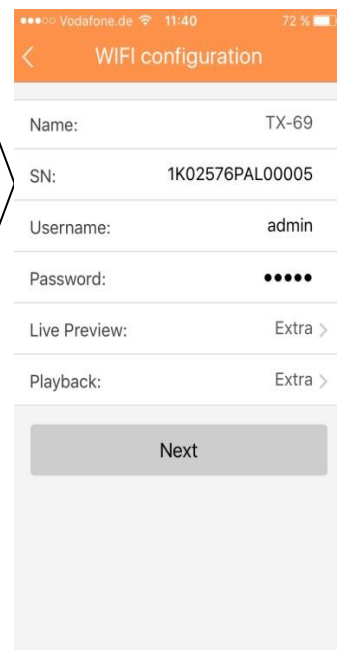 ●●●○○ Vodafone.de 11:40 72 %
WIFI configuration
Name: TX-69
SN: 1K02576PAL00005
Username: admin
Password: ●●●●●
Live Preview: Extra >
Playback: Extra >
Next